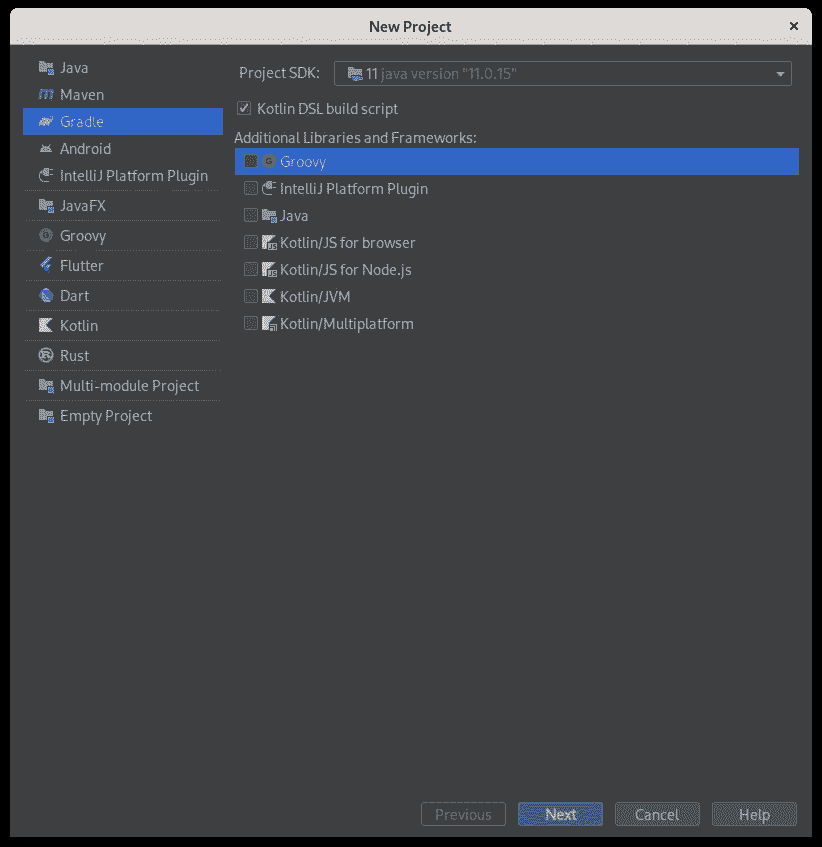 New Project
Java
Maven
Gradle
Android
IntelliJ Platform Plugin
JavaFX
Groovy
Flutter
Dart
Kotlin
Rust
Multi-module Project
Empty Project
Project SDK: 11 java version "11.0.15"
Kotlin DSL build script
Additional Libraries and Frameworks:
Groovy
IntelliJ Platform Plugin
Java
Kotlin/JS for browser
Kotlin/JS for Node.js
Kotlin/JVM
Kotlin/Multiplatform
Previous Next Cancel Help